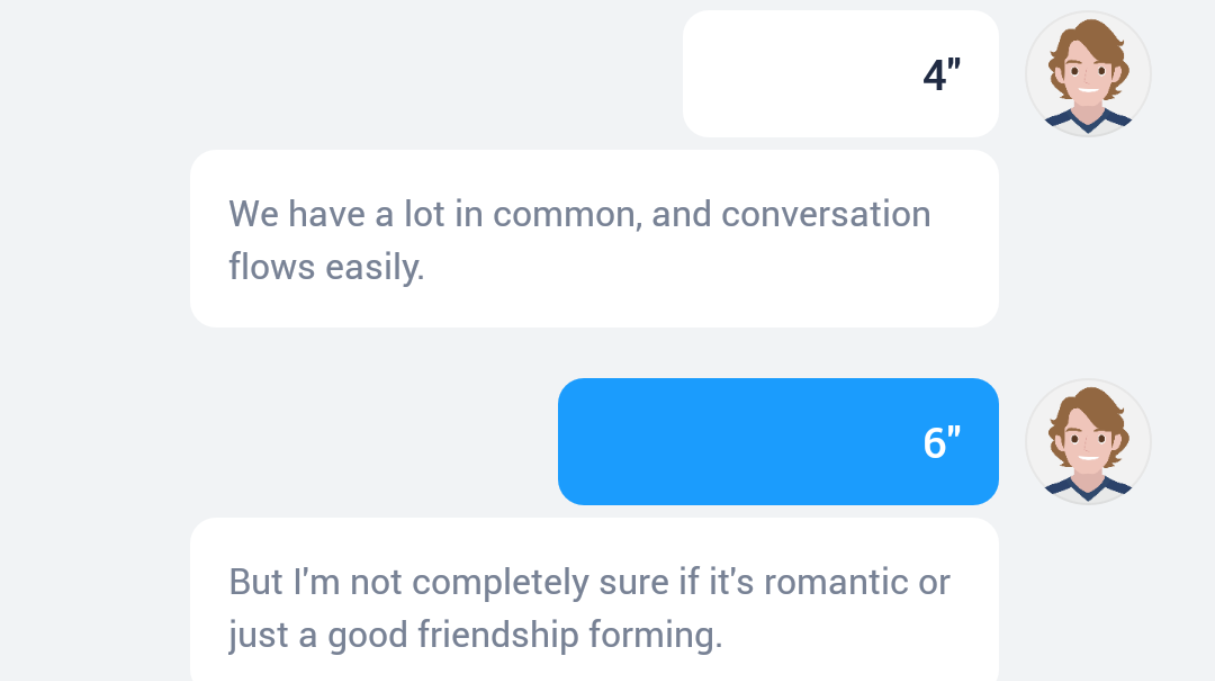 4"
We have a lot in common, and conversation
flows easily.
6"
But I'm not completely sure if it's romantic or
just a good friendship forming.